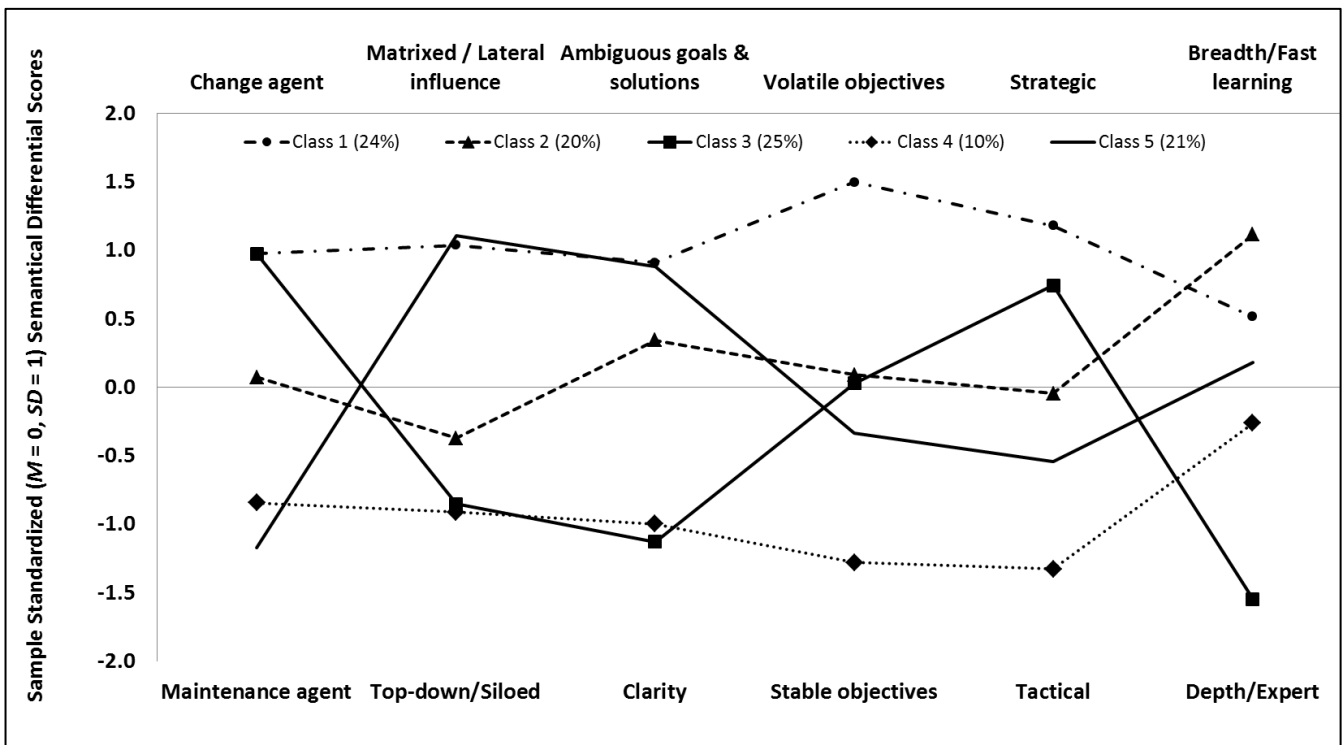 Matrixed / Lateral Ambiguous goals & Breadth/Fast
Change agent influence solutions Volatile objectives Strategic learning
Sample Standardized (M = 0, SD = 1) Semantical Differential Scores
2.0
Class 1 (24%) Class 2 (20%) Class 3 (25%) Class 4 (10%) Class 5 (21%)
1.5
1.0
0.5
0.0
-0.5
-1.0
-1.5
-2.0
Maintenance agent Top-down/Siloed Clarity Stable objectives Tactical Depth/Expert